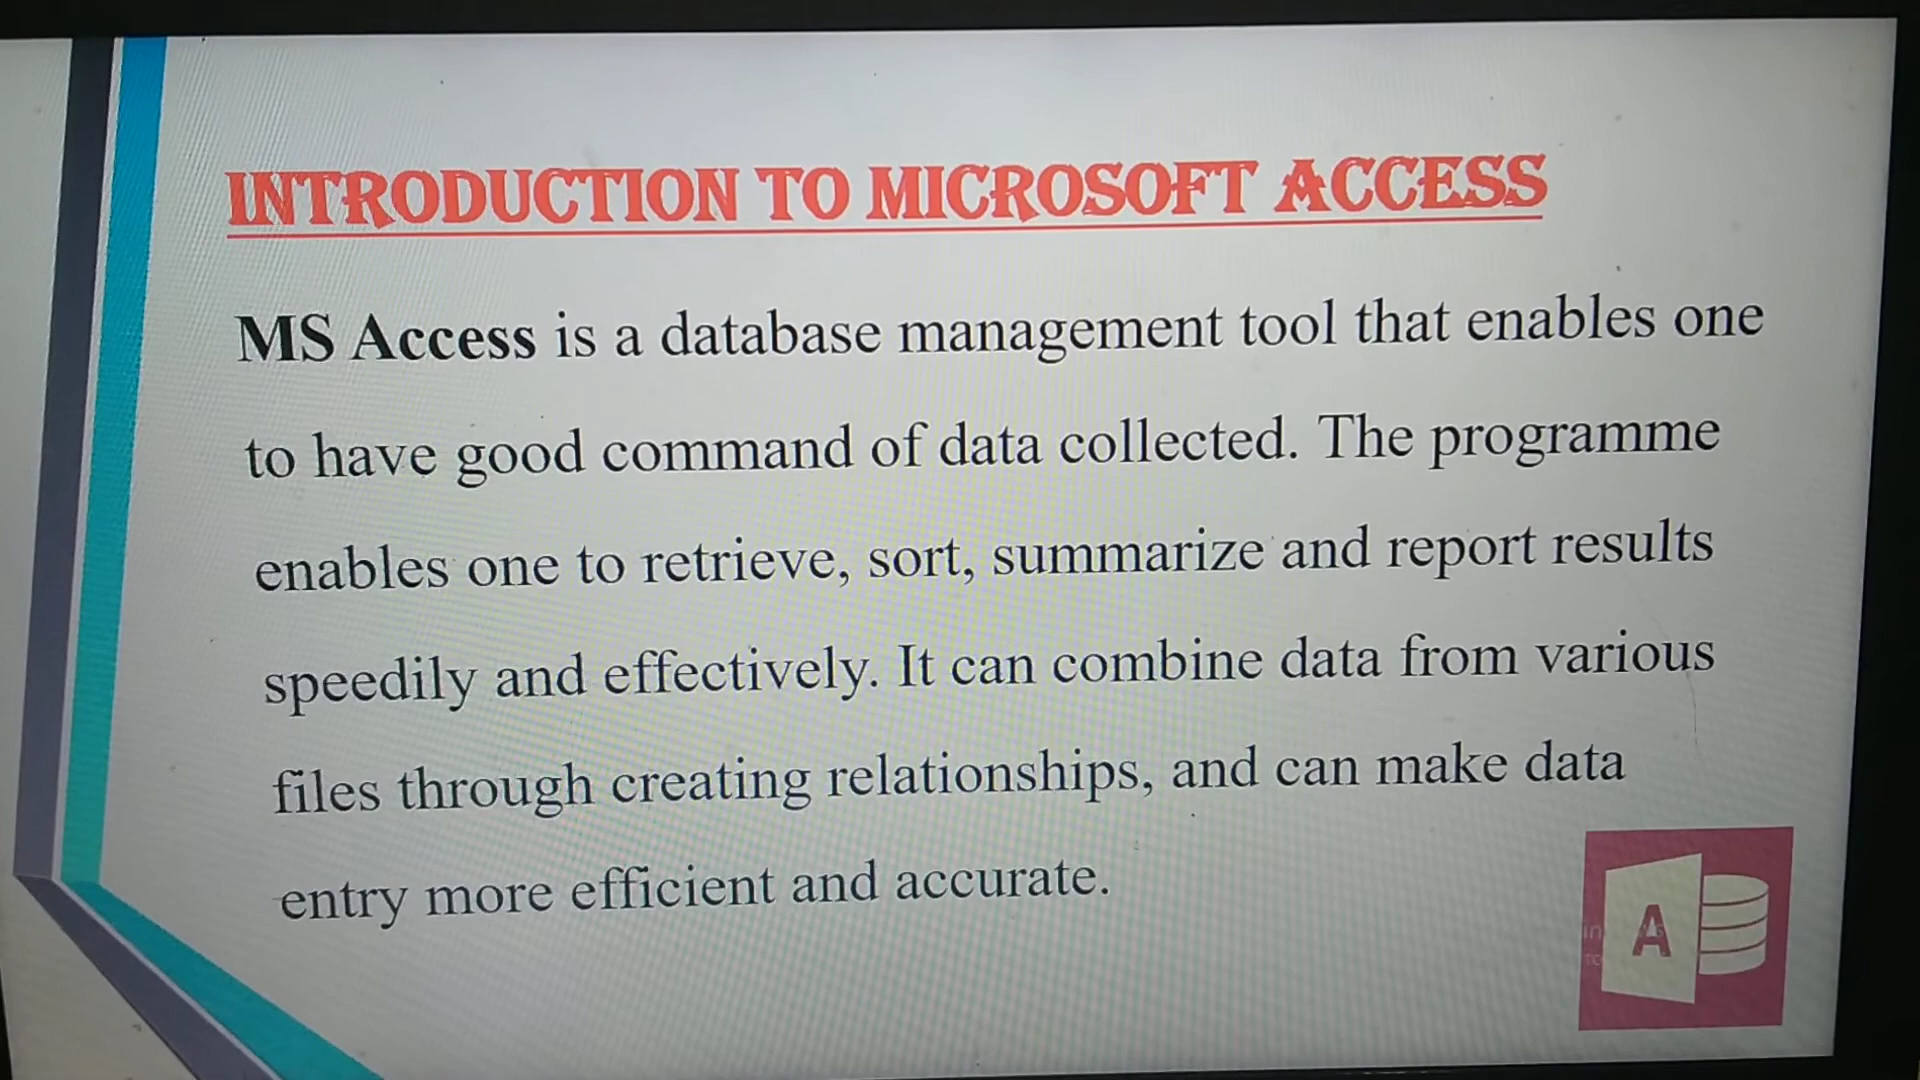 INTRODUCTION TO MICROSOFT ACCESS
MS Access is a database management tool that enables one
to have good command of data collected. The programme
enables one to retrieve, sort, summarize and report results
speedily and effectively. It can combine data from various
files through creating relationships, and can make data
entry more efficient and accurate.
A